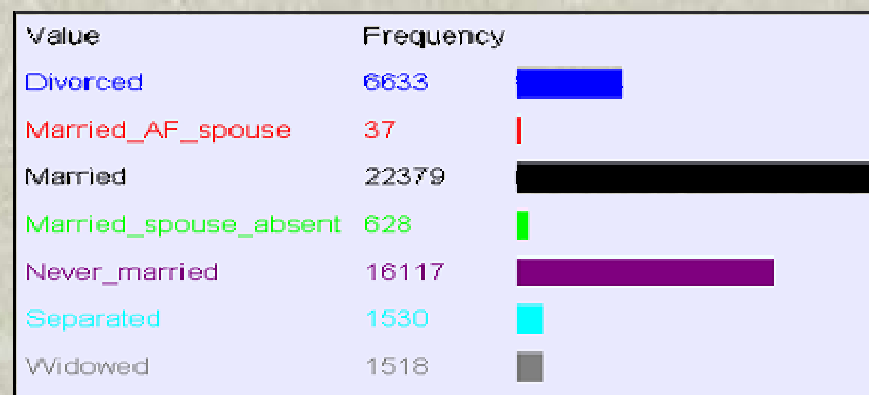 Value Frequency
Divorced 6633
Married_AF_spouse 37
Married 22379
Married_spouse_absent 628
Never_married 16117
Separated 1530
Widowed 1518